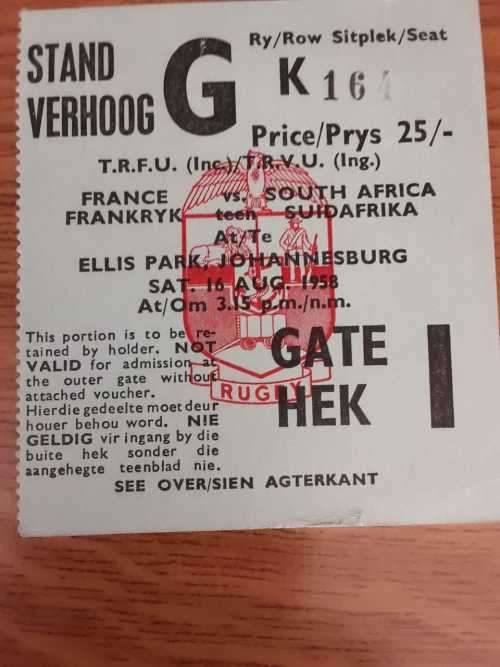 STAND
VERHOOG
G
Ry/Row Sitplek/Seat
K 164
Price/Prys 25/-
T.R.F.U. (Inc.)/T.R.V.U. (Ing.)
FRANCE vs. SOUTH AFRICA
FRANKRYK teen SUIDAFRIKA
At/Te
ELLIS PARK, JOHANNESBURG
SAT. 16 AUG. 1958
At/Om 3.15 p.m./n.m.
This portion is to be re-
tained by holder. NOT
VALID for admission at
the outer gate without
attached voucher.
Hierdie gedeelte moet deur
houer behou word. NIE
GELDIG vir ingang by die
buite hek sonder die
aangehegte teenblad nie.
RUGBY
GATE
HEK
I
SEE OVER/SIEN AGTERKANT